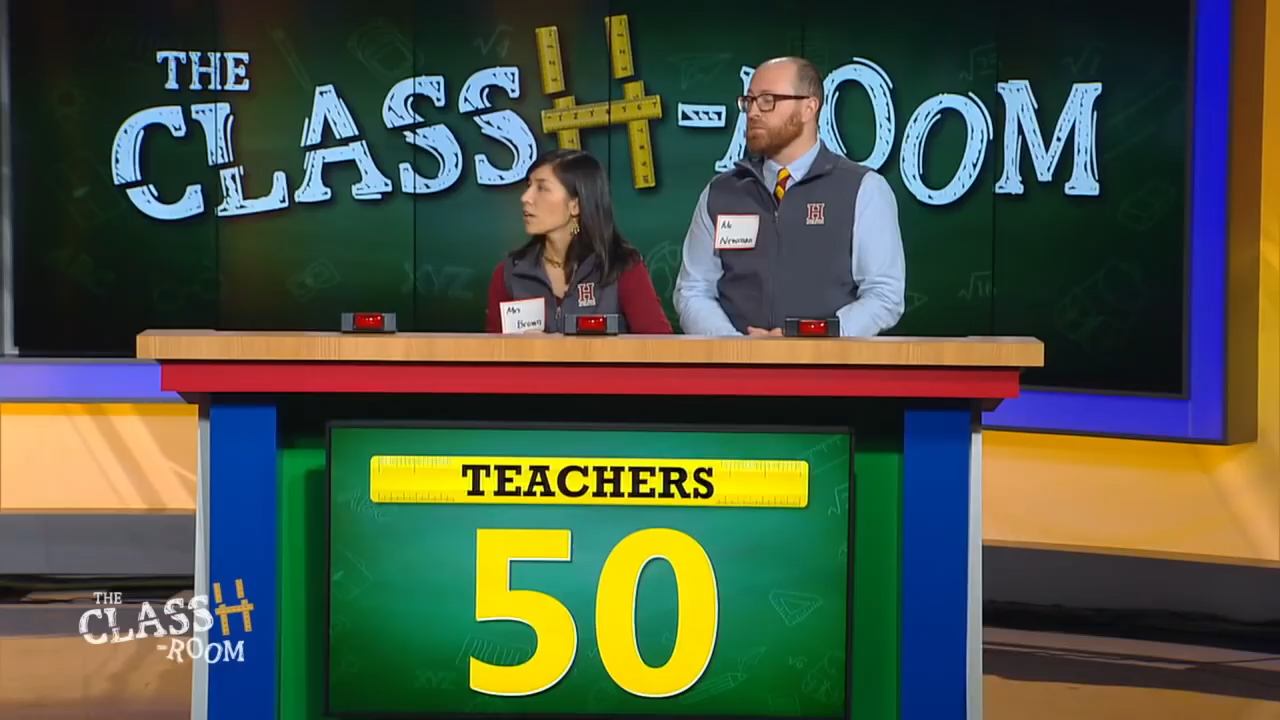 THE
CLASSH-ROOM
Mrs
Brown
Mr
Newman
H
H
TEACHERS
50
THE
CLASSH
-ROOM